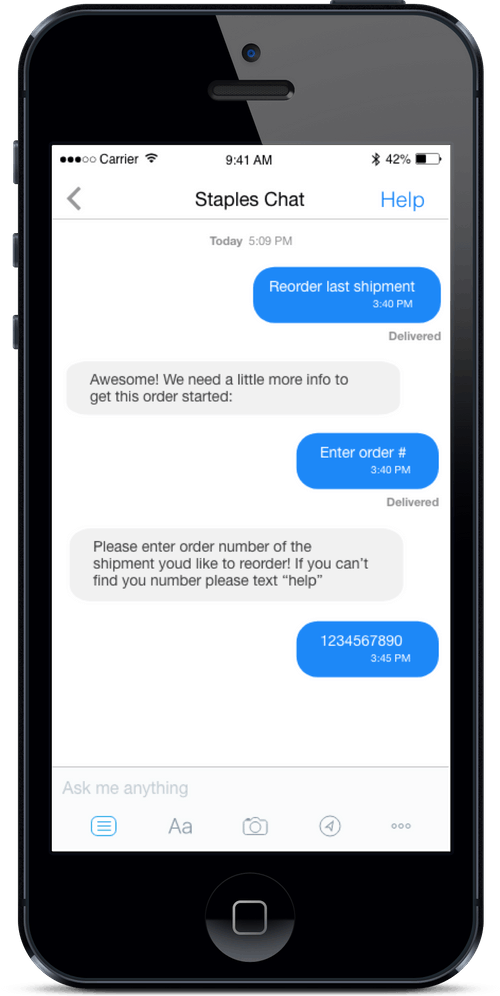 Carrier 9:41 AM 42%
Staples Chat Help
Today 5:09 PM
Reorder last shipment
3:40 PM
Delivered
Awesome! We need a little more info to
get this order started:
Enter order #
3:40 PM
Delivered
Please enter order number of the
shipment youd like to reorder! If you can’t
find you number please text “help”
1234567890
3:45 PM
Ask me anything
Aa